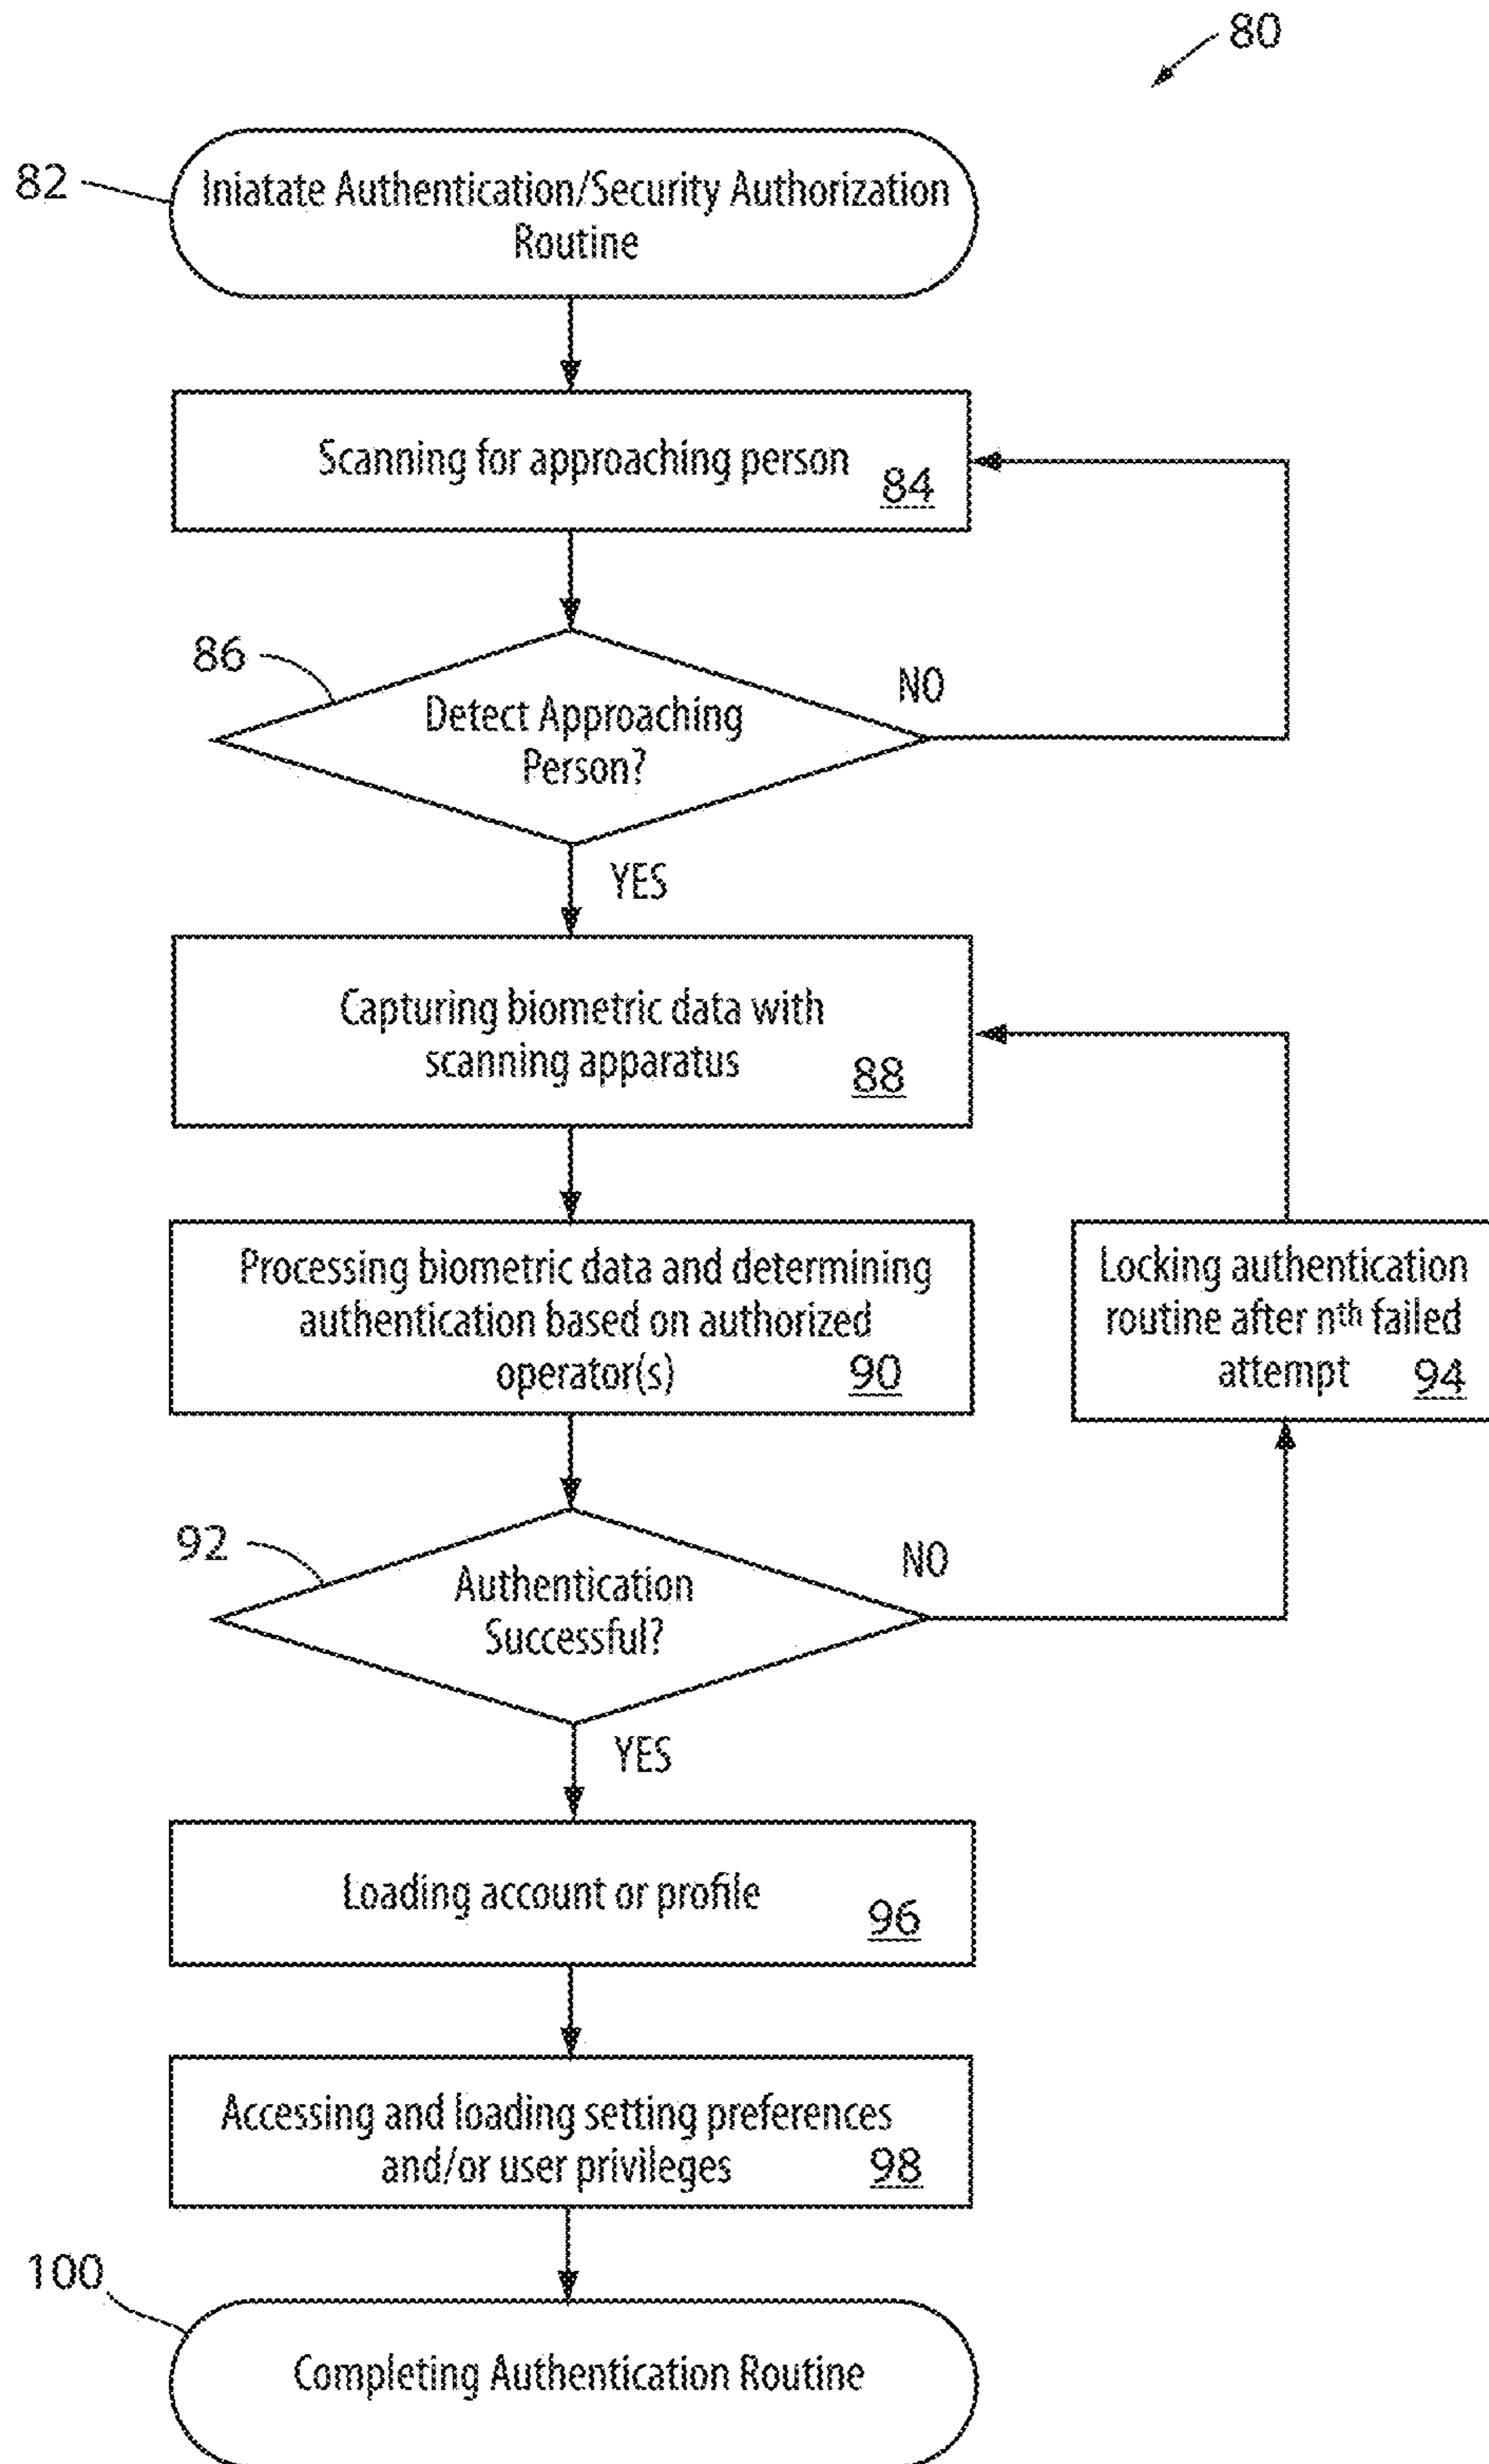 80
82
Iniatate Authentication/Security Authorization
Routine
Scanning for approaching person
84
86
Detect Approaching
Person?
NO
YES
Capturing biometric data with
scanning apparatus
88
Processing biometric data and determining
authentication based on authorized
operator(s)
90
Locking authentication
routine after nth failed
attempt
94
92
Authentication
Successful?
NO
YES
Loading account or profile
96
Accessing and loading setting preferences
and/or user privileges
98
100
Completing Authentication Routine